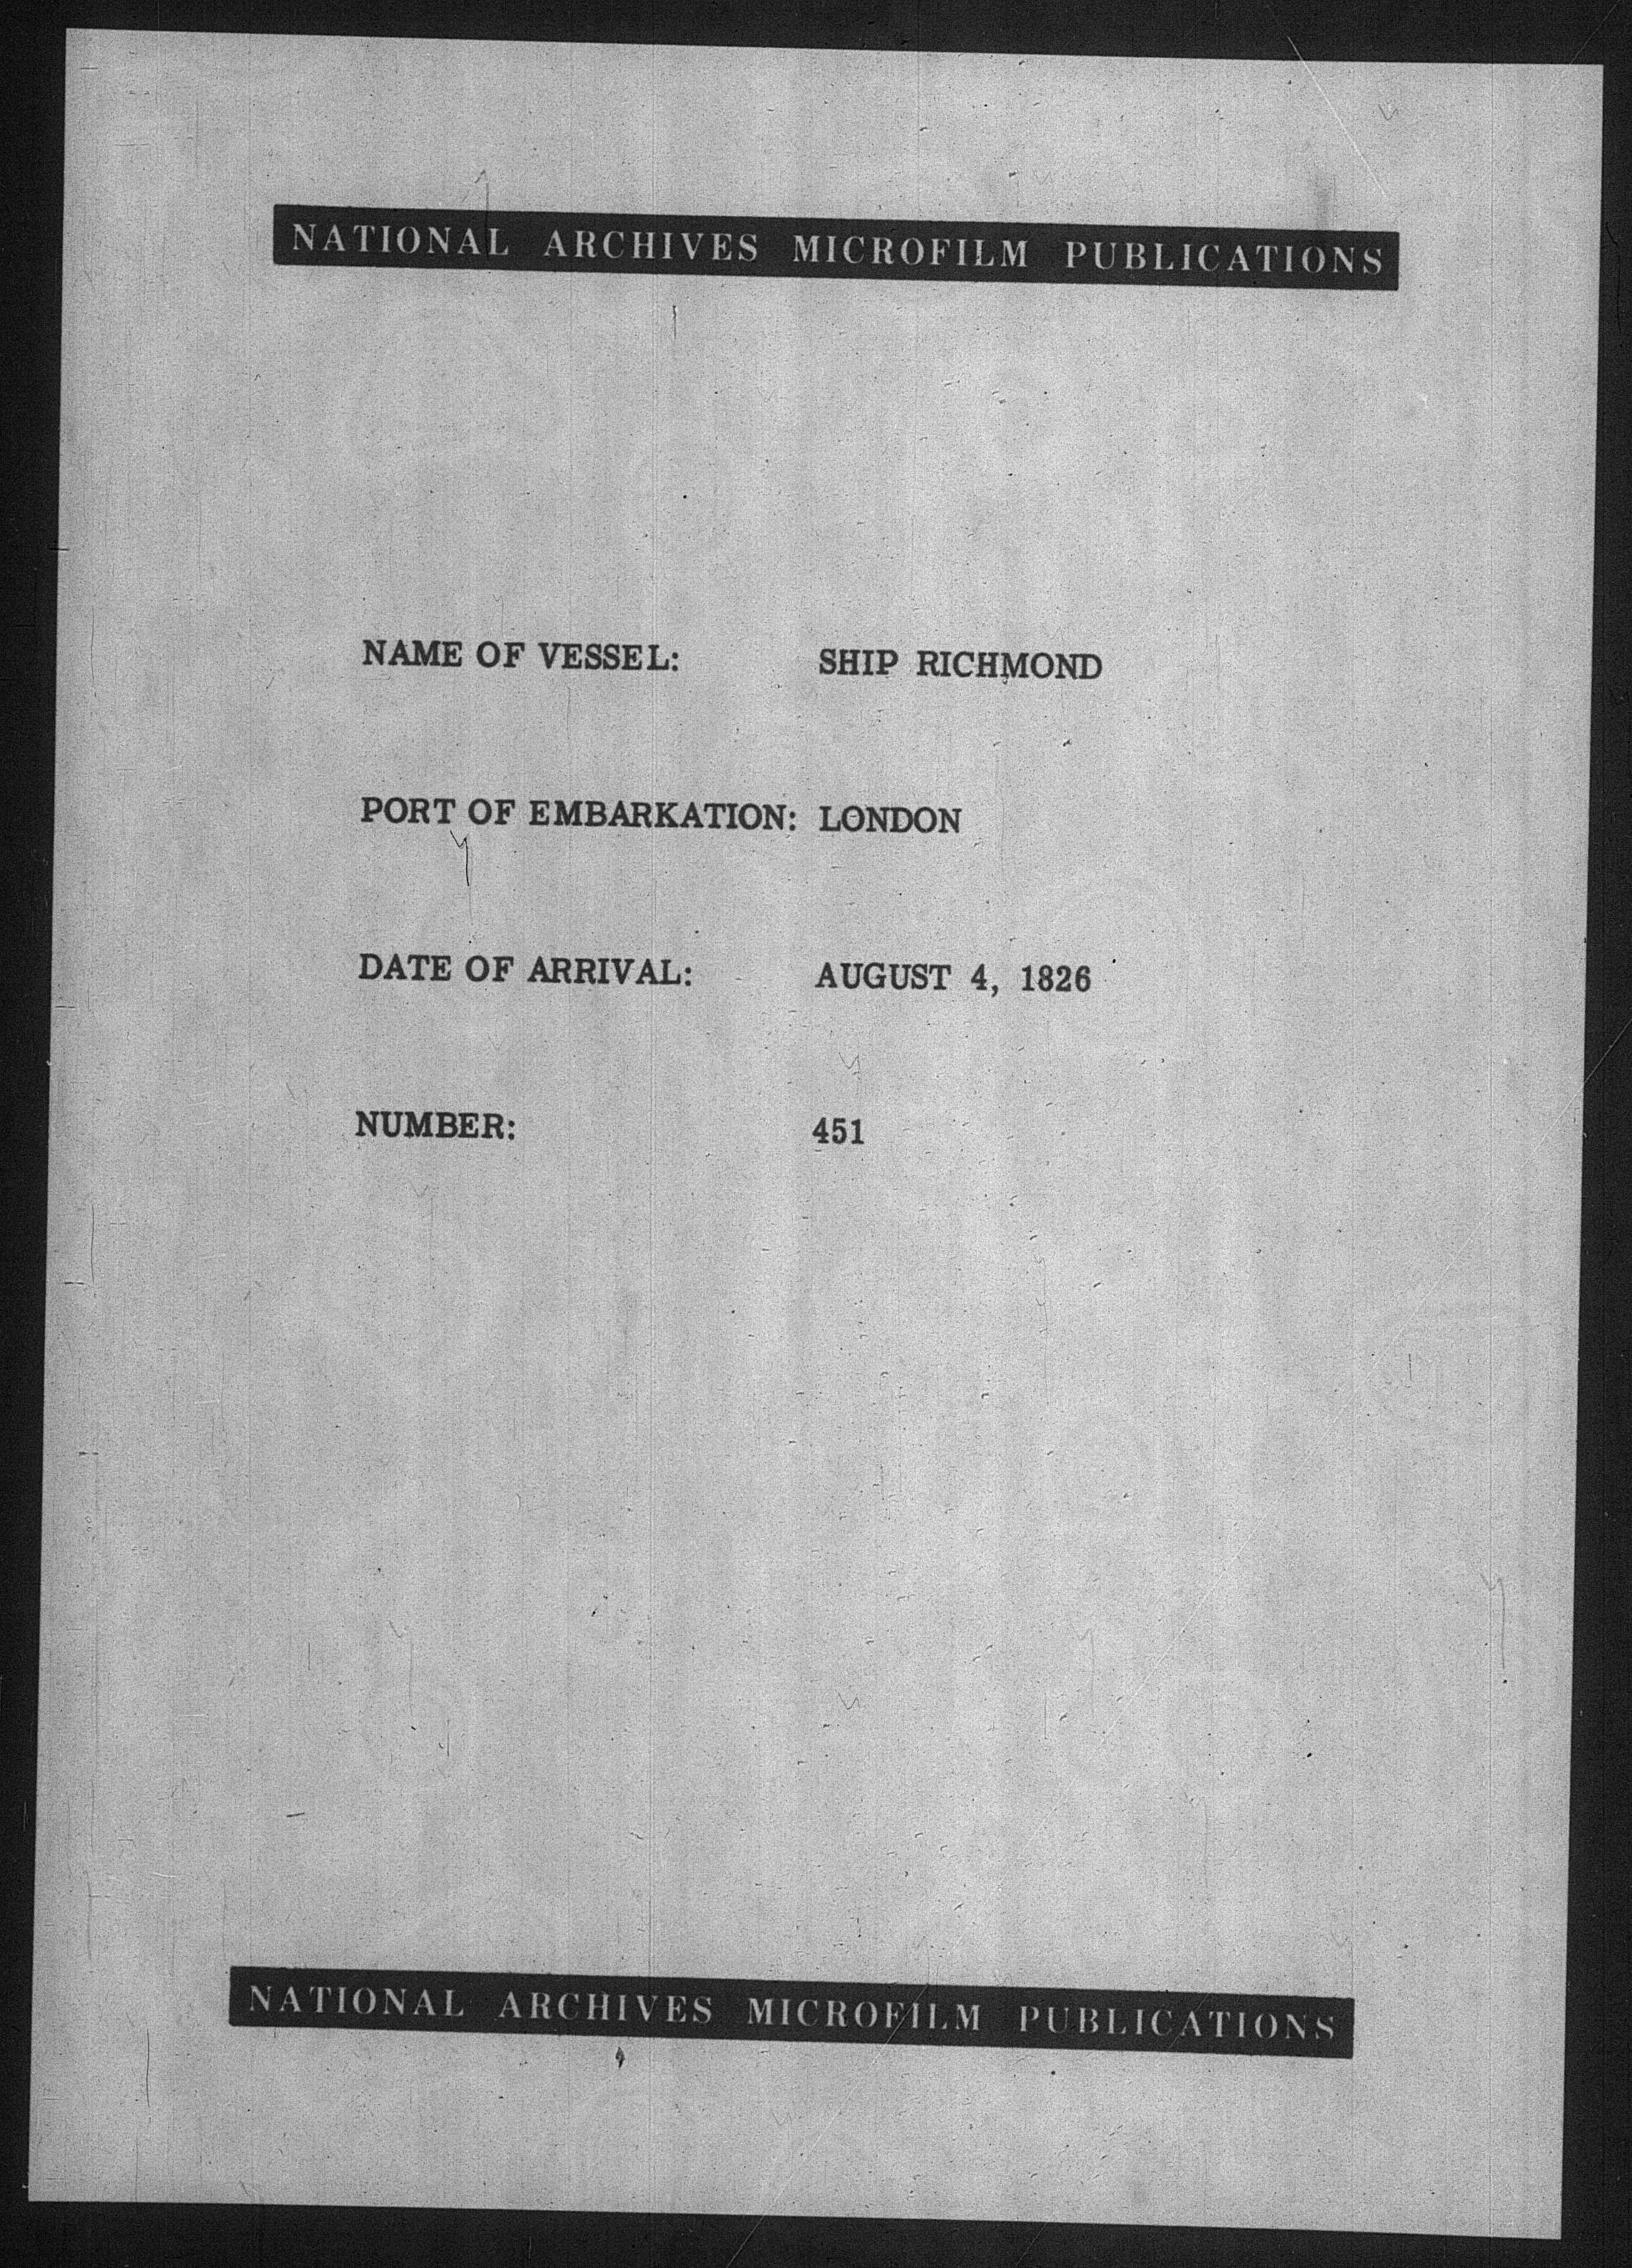 NATIONAL ARCHIVES MICROFILM PUBLICATIONS
NAME OF VESSEL: SHIP RICHMOND
PORT OF EMBARKATION: LONDON
DATE OF ARRIVAL: AUGUST 4, 1826
NUMBER: 451
NATIONAL ARCHIVES MICROFILM PUBLICATIONS